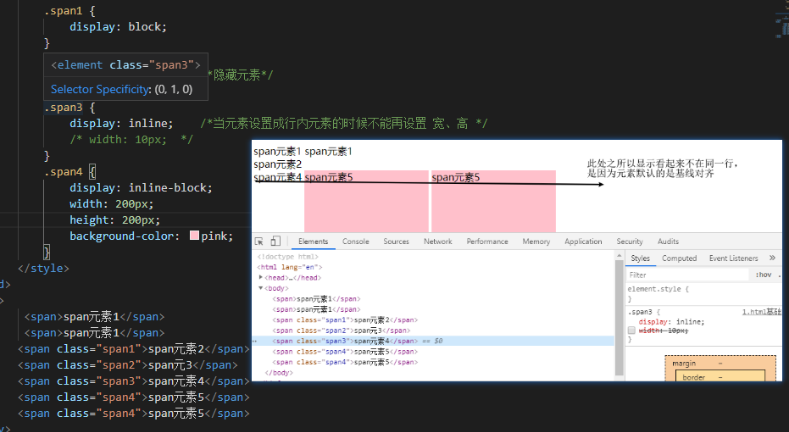 .span1 {
display: block;
}
<element class="span3">
*隐藏元素*/
Selector Specificity: (0, 1, 0)
.span3 {
display: inline; /*当元素设置成行内元素的时候不能再设置 宽、高 */
/* width: 10px; */
}
.span4 {
display: inline-block;
width: 200px;
height: 200px;
background-color: pink;
}
</style>
d>
>
<span>span元素1</span>
<span>span元素1</span>
<span class="span1">span元素2</span>
<span class="span2">span元3</span>
<span class="span3">span元素4</span>
<span class="span4">span元素5</span>
<span class="span4">span元素5</span>
y>
span元素1 span元素1
span元素2
span元素4 span元素5 span元素5
此处之所以显示看起来不在同一行，
是因为元素默认的是基线对齐
Elements Console Sources Network Performance Memory Application Security Audits
<!doctype html>
<html lang="en">
<head>…</head>
<body>
<span>span元素1</span>
<span>span元素1</span>
<span class="span1">span元素2</span>
<span class="span2">span元3</span>
<span class="span3">span元素4</span> == $0
<span class="span4">span元素5</span>
<span class="span4">span元素5</span>
</body>
Styles Computed Event Listeners »
Filter :hov .
element.style {
}
.span3 { 1.html基础
display: inline;
width: 10px;
}
margin –
border –